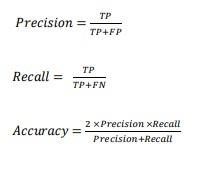 Precision = TP / TP+FP
Recall = TP / TP+FN
Accuracy = 2 ×Precision ×Recall / Precision+Recall